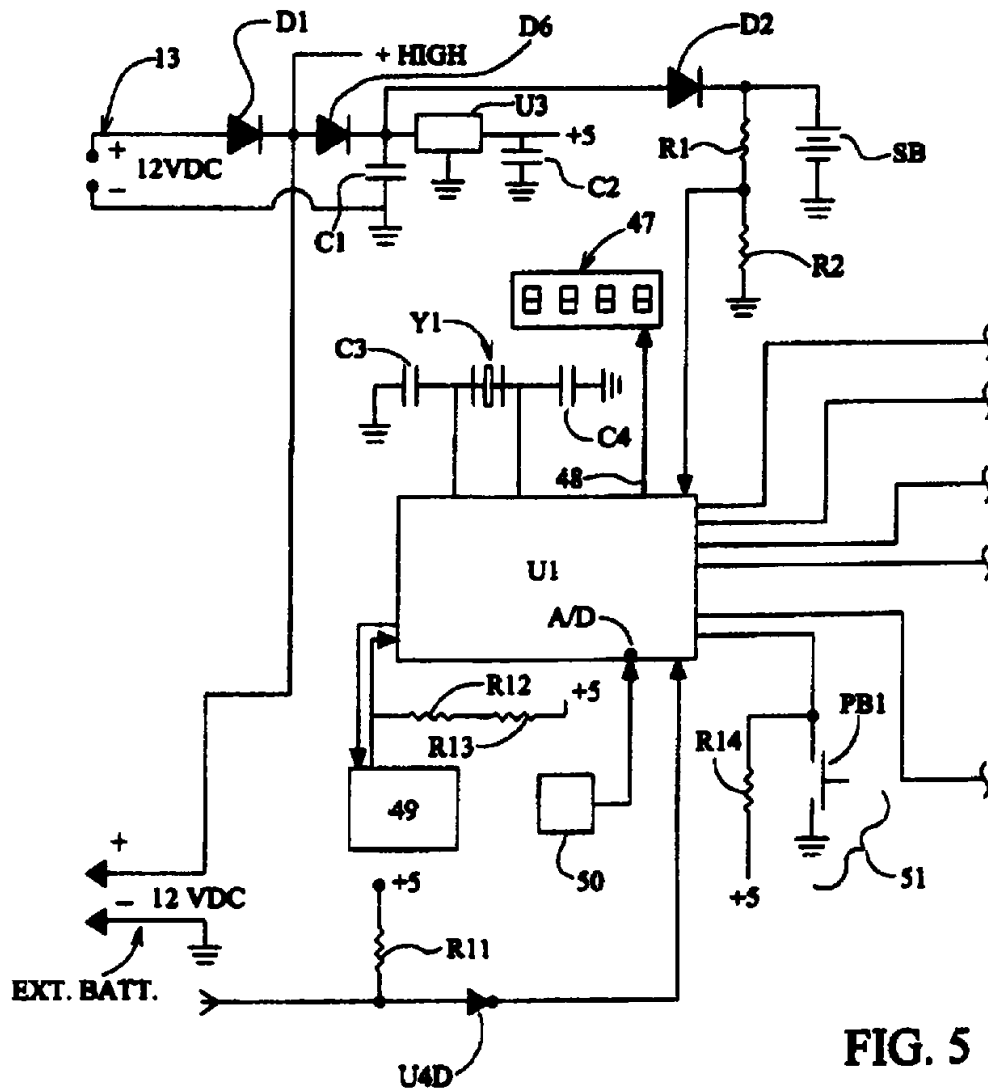 D1
D6
D2
13
+ HIGH
U3
+
12VDC
−
+5
R1
SB
C1
C2
47
R2
Y1
C3
C4
48
U1
A/D
R12
+5
R13
PB1
R14
49
50
51
+
− 12 VDC
+5
+5
R11
EXT. BATT.
U4D
FIG. 5